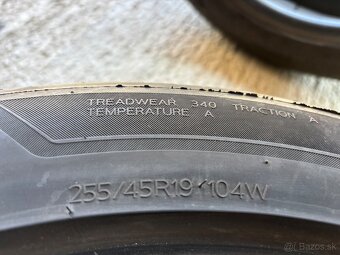 TREADWEAR 340 TRACTION A
TEMPERATURE A
255/45R19 104W
Bazos.sk